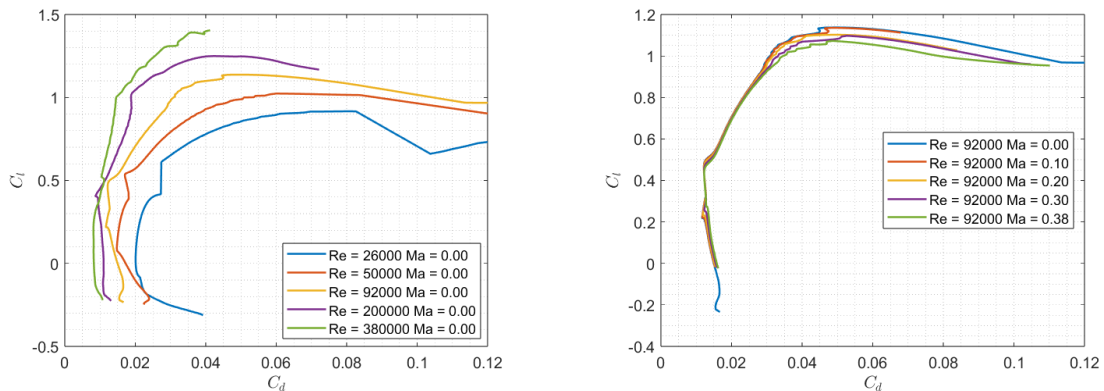 1.5
1
0.5
0
-0.5
C_l
0
0.02
0.04
0.06
0.08
0.1
0.12
C_d
Re = 26000 Ma = 0.00
Re = 50000 Ma = 0.00
Re = 92000 Ma = 0.00
Re = 200000 Ma = 0.00
Re = 380000 Ma = 0.00
1.2
1
0.8
0.6
0.4
0.2
0
-0.2
-0.4
C_l
0
0.02
0.04
0.06
0.08
0.1
0.12
C_d
Re = 92000 Ma = 0.00
Re = 92000 Ma = 0.10
Re = 92000 Ma = 0.20
Re = 92000 Ma = 0.30
Re = 92000 Ma = 0.38